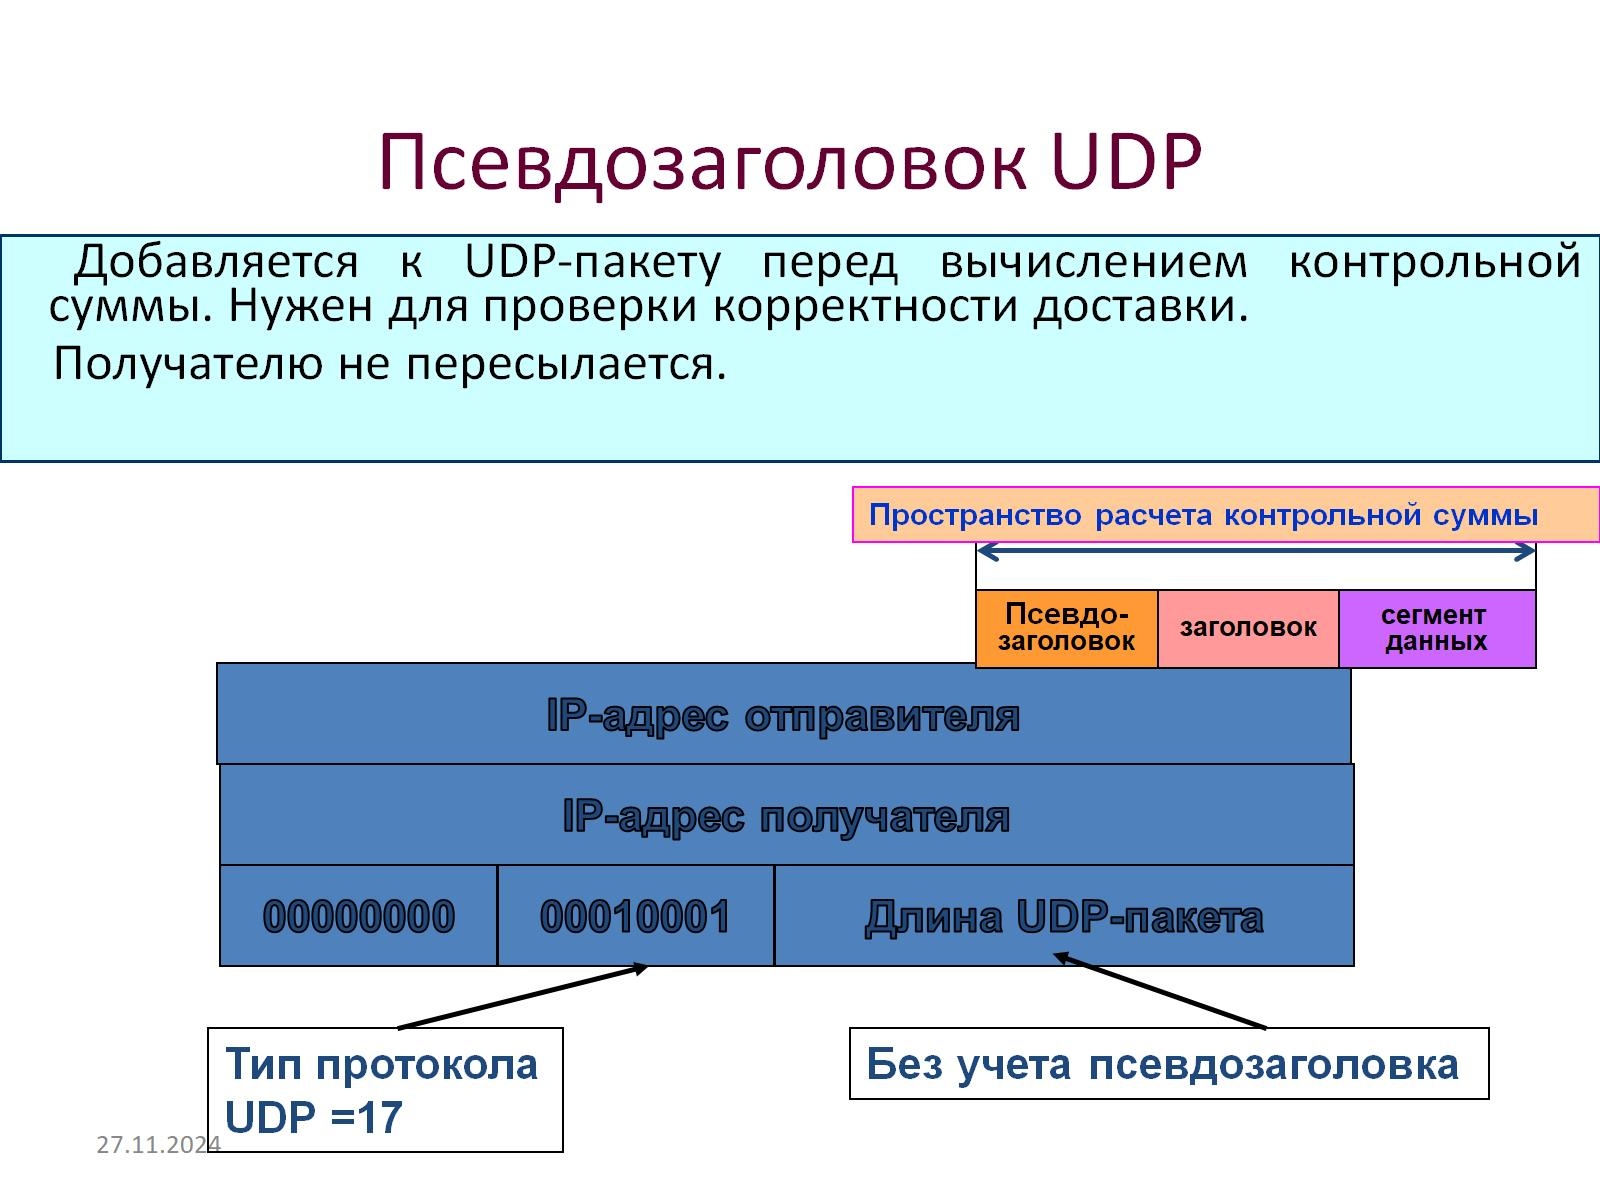 Псевдозаголовок UDP
Добавляется к UDP-пакету перед вычислением контрольной
суммы. Нужен для проверки корректности доставки.
Получателю не пересылается.
Пространство расчета контрольной суммы
Псевдо-
заголовок
заголовок
сегмент
данных
IP-адрес отправителя
IP-адрес получателя
00000000
00010001
Длина UDP-пакета
Тип протокола
UDP =17
Без учета псевдозаголовка
27.11.2024